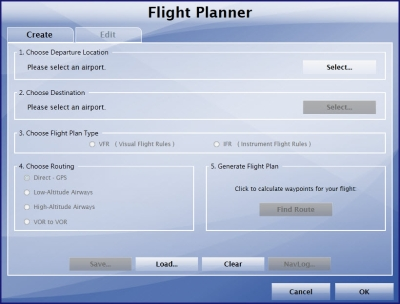 Flight Planner
Create Edit
1. Choose Departure Location
Please select an airport. Select...
2. Choose Destination
Please select an airport. Select...
3. Choose Flight Plan Type
VFR ( Visual Flight Rules ) IFR ( Instrument Flight Rules )
4. Choose Routing
Direct - GPS
Low-Altitude Airways
High-Altitude Airways
VOR to VOR
5. Generate Flight Plan
Click to calculate waypoints for your flight:
Find Route
Save... Load... Clear NavLog...
Cancel OK